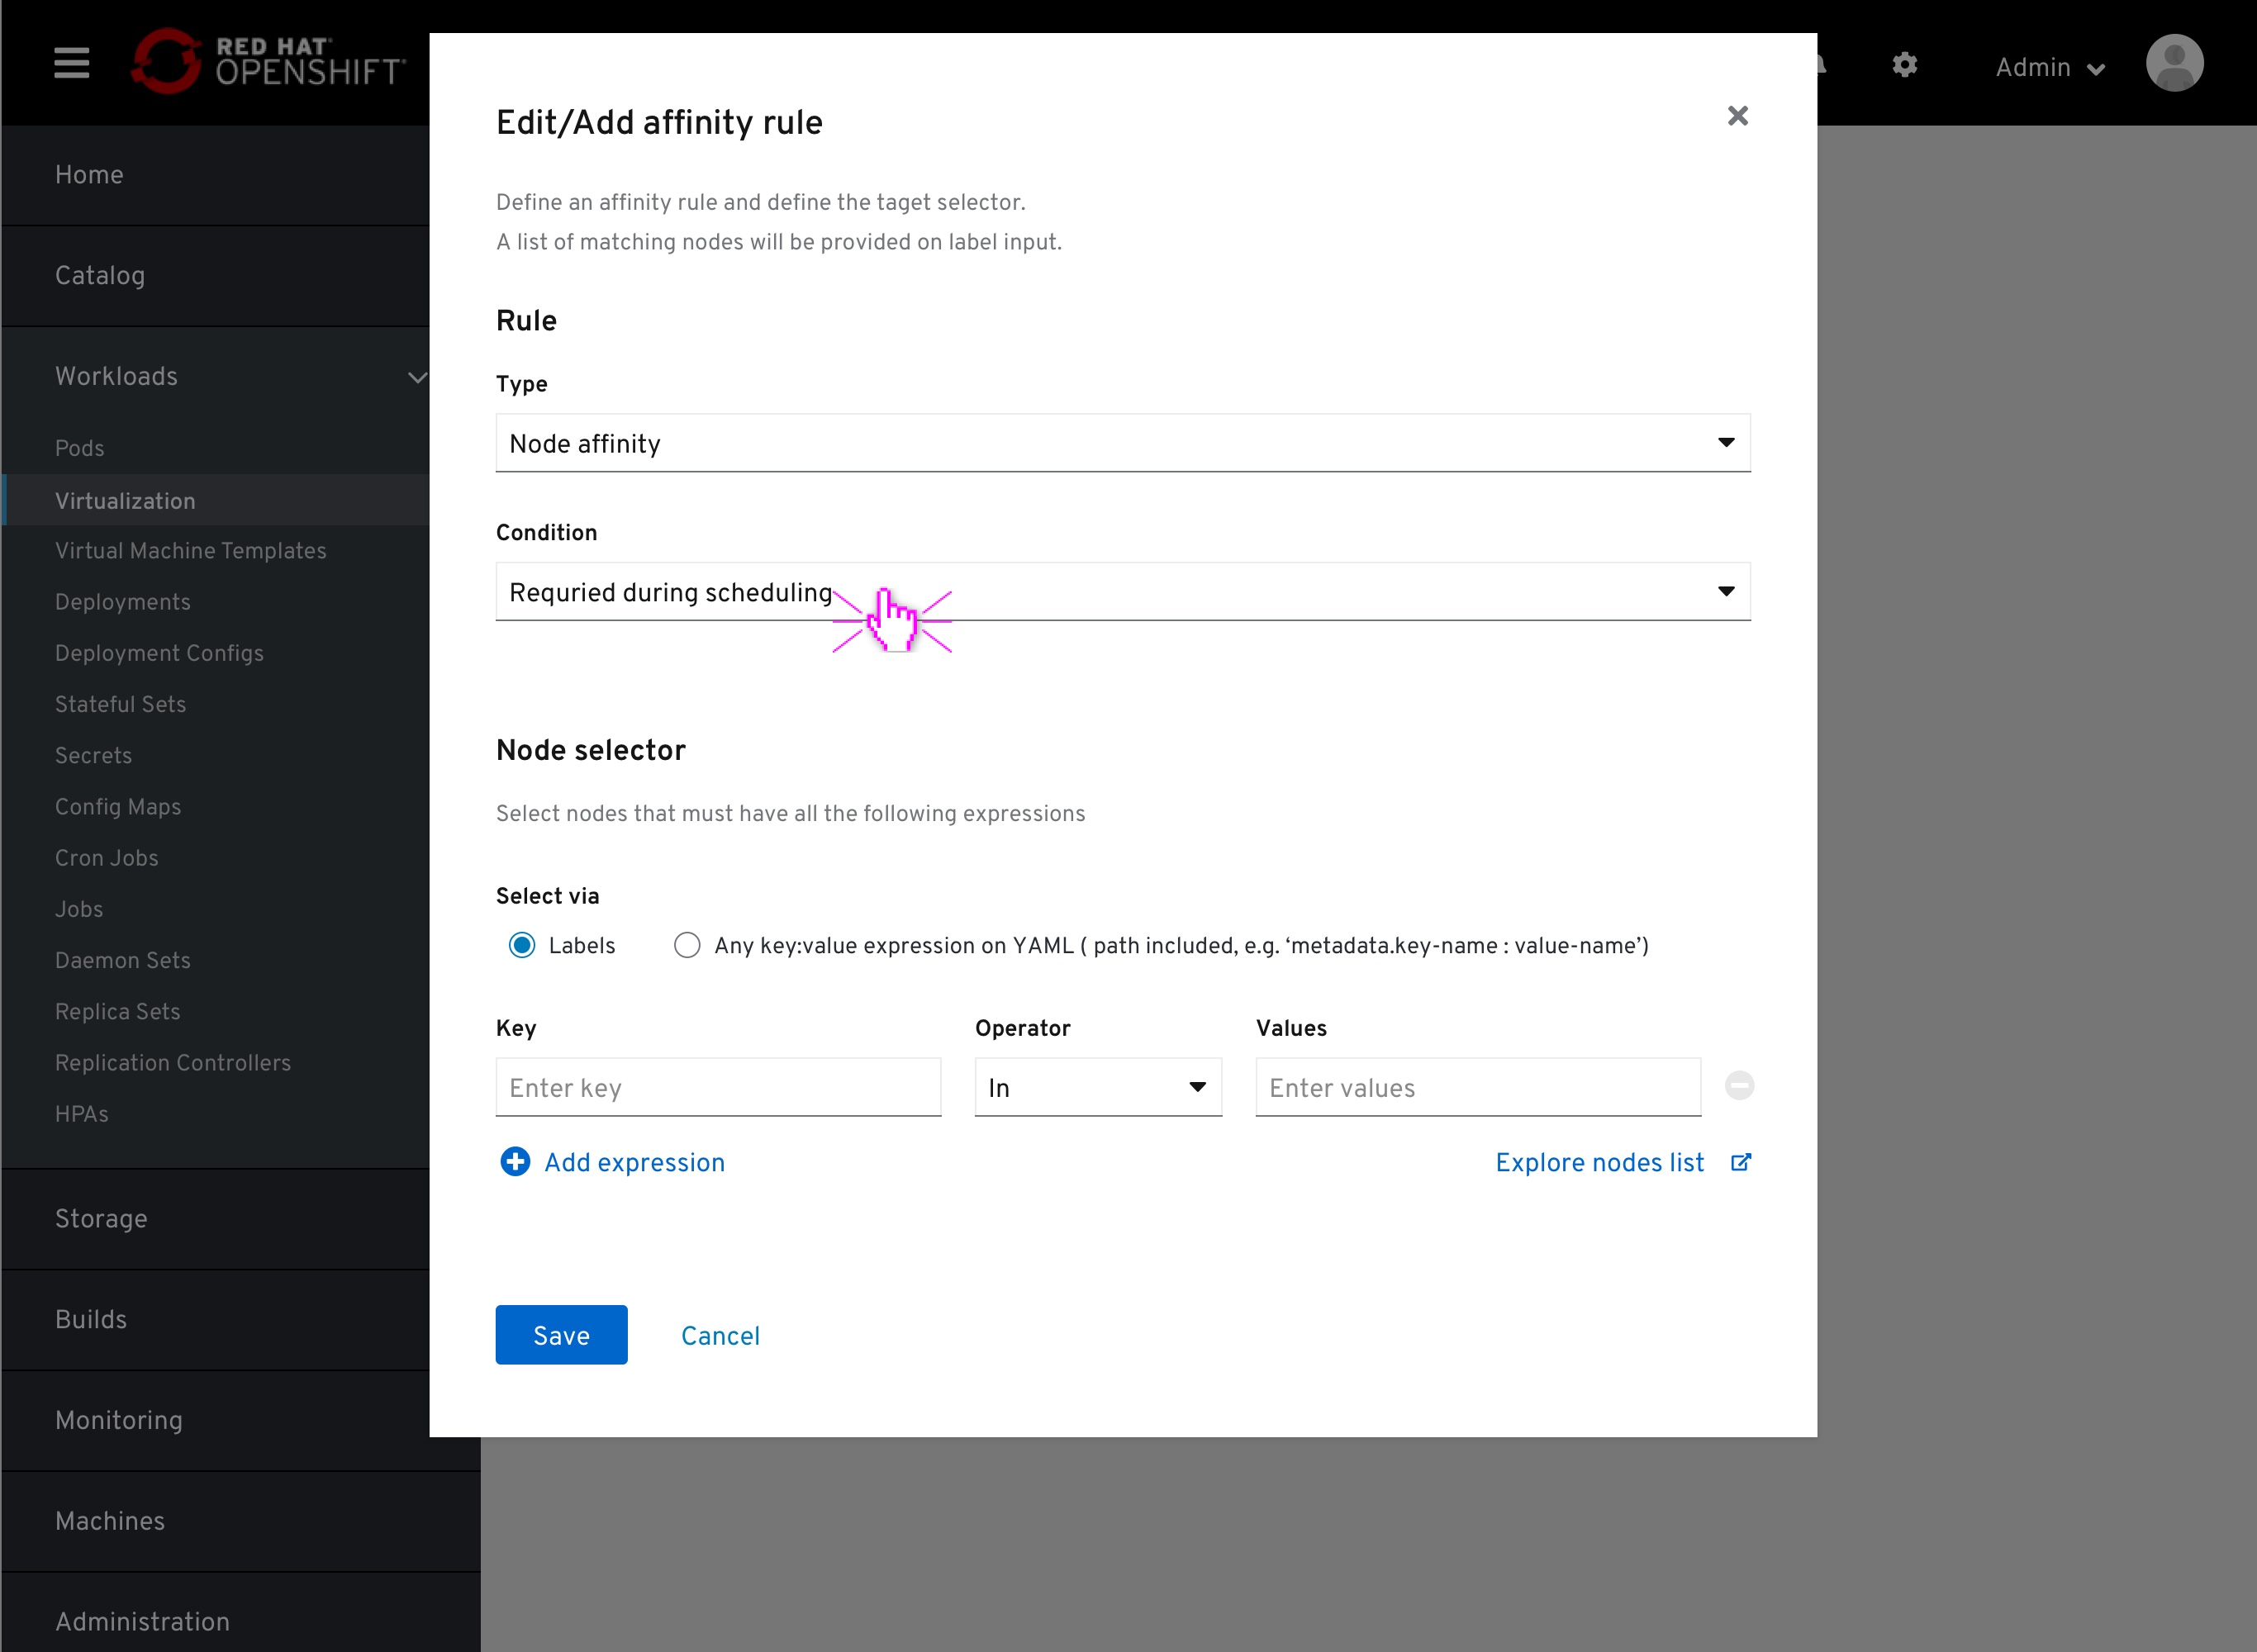 RED HAT
OPENSHIFT
Admin
Home
Catalog
Workloads
Pods
Virtualization
Virtual Machine Templates
Deployments
Deployment Configs
Stateful Sets
Secrets
Config Maps
Cron Jobs
Jobs
Daemon Sets
Replica Sets
Replication Controllers
HPAs
Storage
Builds
Monitoring
Machines
Administration
Edit/Add affinity rule
Define an affinity rule and define the taget selector.
A list of matching nodes will be provided on label input.
Rule
Type
Node affinity
Condition
Requried during scheduling
Node selector
Select nodes that must have all the following expressions
Select via
Labels Any key:value expression on YAML ( path included, e.g. ‘metadata.key-name : value-name’)
Key Operator Values
Enter key In Enter values
Add expression Explore nodes list
Save Cancel